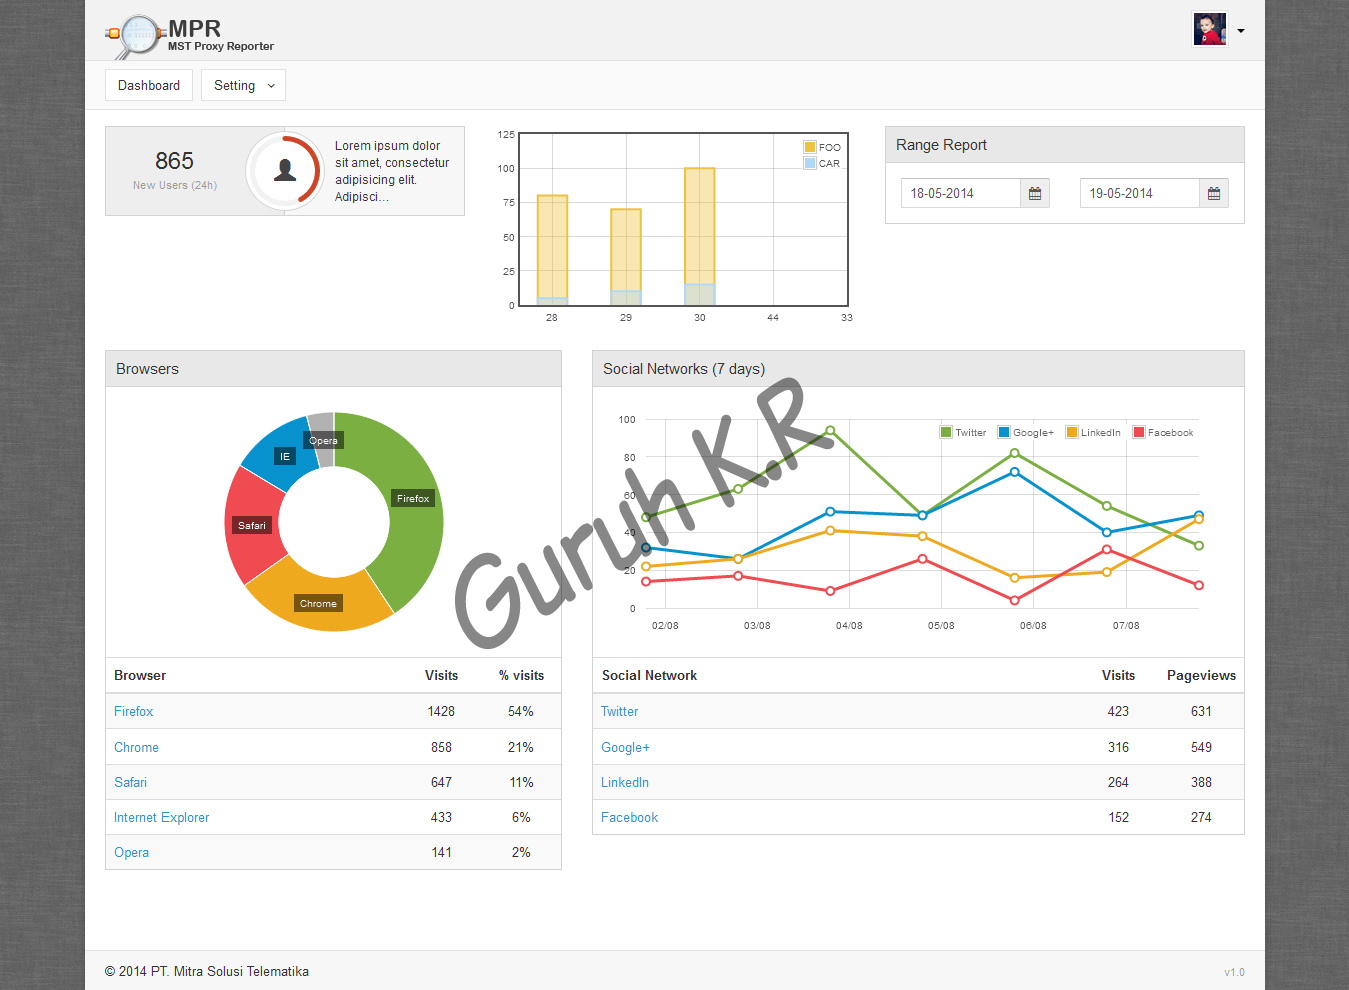 MPR
MST Proxy Reporter
Dashboard
Setting
865
New Users (24h)
Lorem ipsum dolor
sit amet, consectetur
adipisicing elit.
Adipisci...
125
100
75
50
25
0
28 29 30 44 33
FOO
CAR
Range Report
18-05-2014
19-05-2014
Browsers
Opera
IE
Firefox
Safari
Chrome
Browser Visits % visits
Firefox 1428 54%
Chrome 858 21%
Safari 647 11%
Internet Explorer 433 6%
Opera 141 2%
Social Networks (7 days)
Twitter Google+ LinkedIn Facebook
100
80
60
40
20
0
02/08 03/08 04/08 05/08 06/08 07/08
Social Network Visits Pageviews
Twitter 423 631
Google+ 316 549
LinkedIn 264 388
Facebook 152 274
Guruh K.R
© 2014 PT. Mitra Solusi Telematika
v1.0